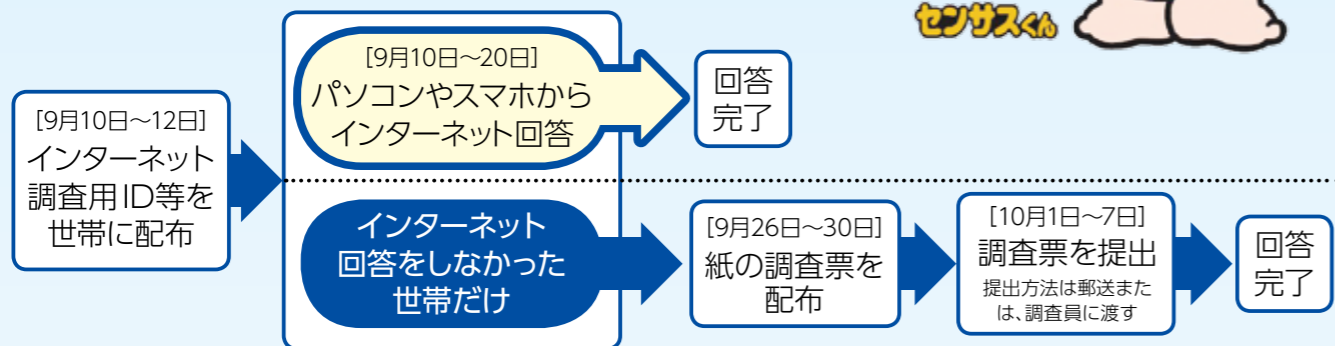 センサスくん
[9月10日～12日]
インターネット
調査用ID等を
世帯に配布
[9月10日～20日]
パソコンやスマホから
インターネット回答
回答
完了
インターネット
回答をしなかった
世帯だけ
[9月26日～30日]
紙の調査票を
配布
[10月1日～7日]
調査票を提出
提出方法は郵送また
は、調査員に渡す
回答
完了